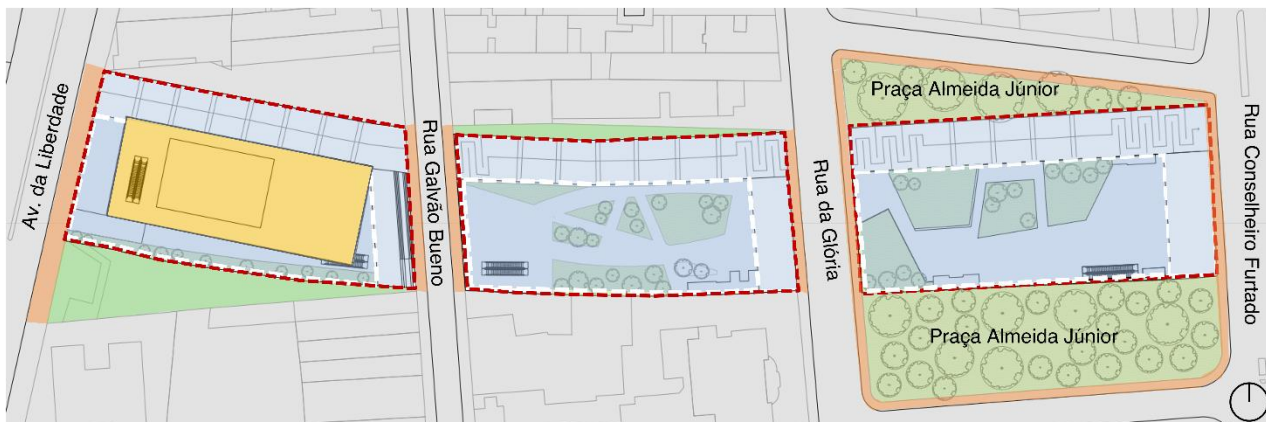 Av. da Liberdade
Rua Galvão Bueno
Rua da Glória
Praça Almeida Júnior
Praça Almeida Júnior
Rua Conselheiro Furtado